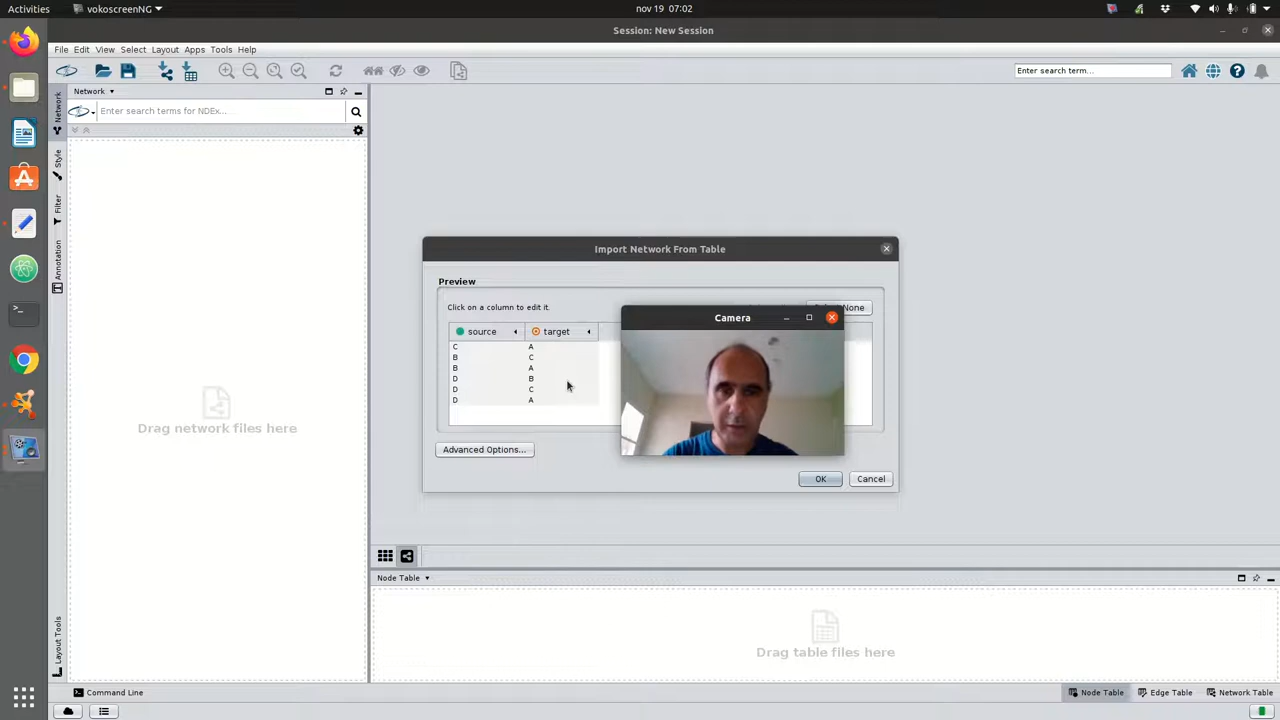 Activities
vokoscreenNG
nov 19 07:02
Session: New Session
File Edit View Select Layout Apps Tools Help
Enter search term...
Network
Enter search terms for NDEx...
Network
Style
Filter
Annotation
Layout Tools
Drag network files here
Import Network From Table
Preview
Click on a column to edit it.
None
Camera
source target
C A
B C
B A
D B
D C
D A
Advanced Options...
OK Cancel
Node Table
Drag table files here
Command Line
Node Table Edge Table Network Table